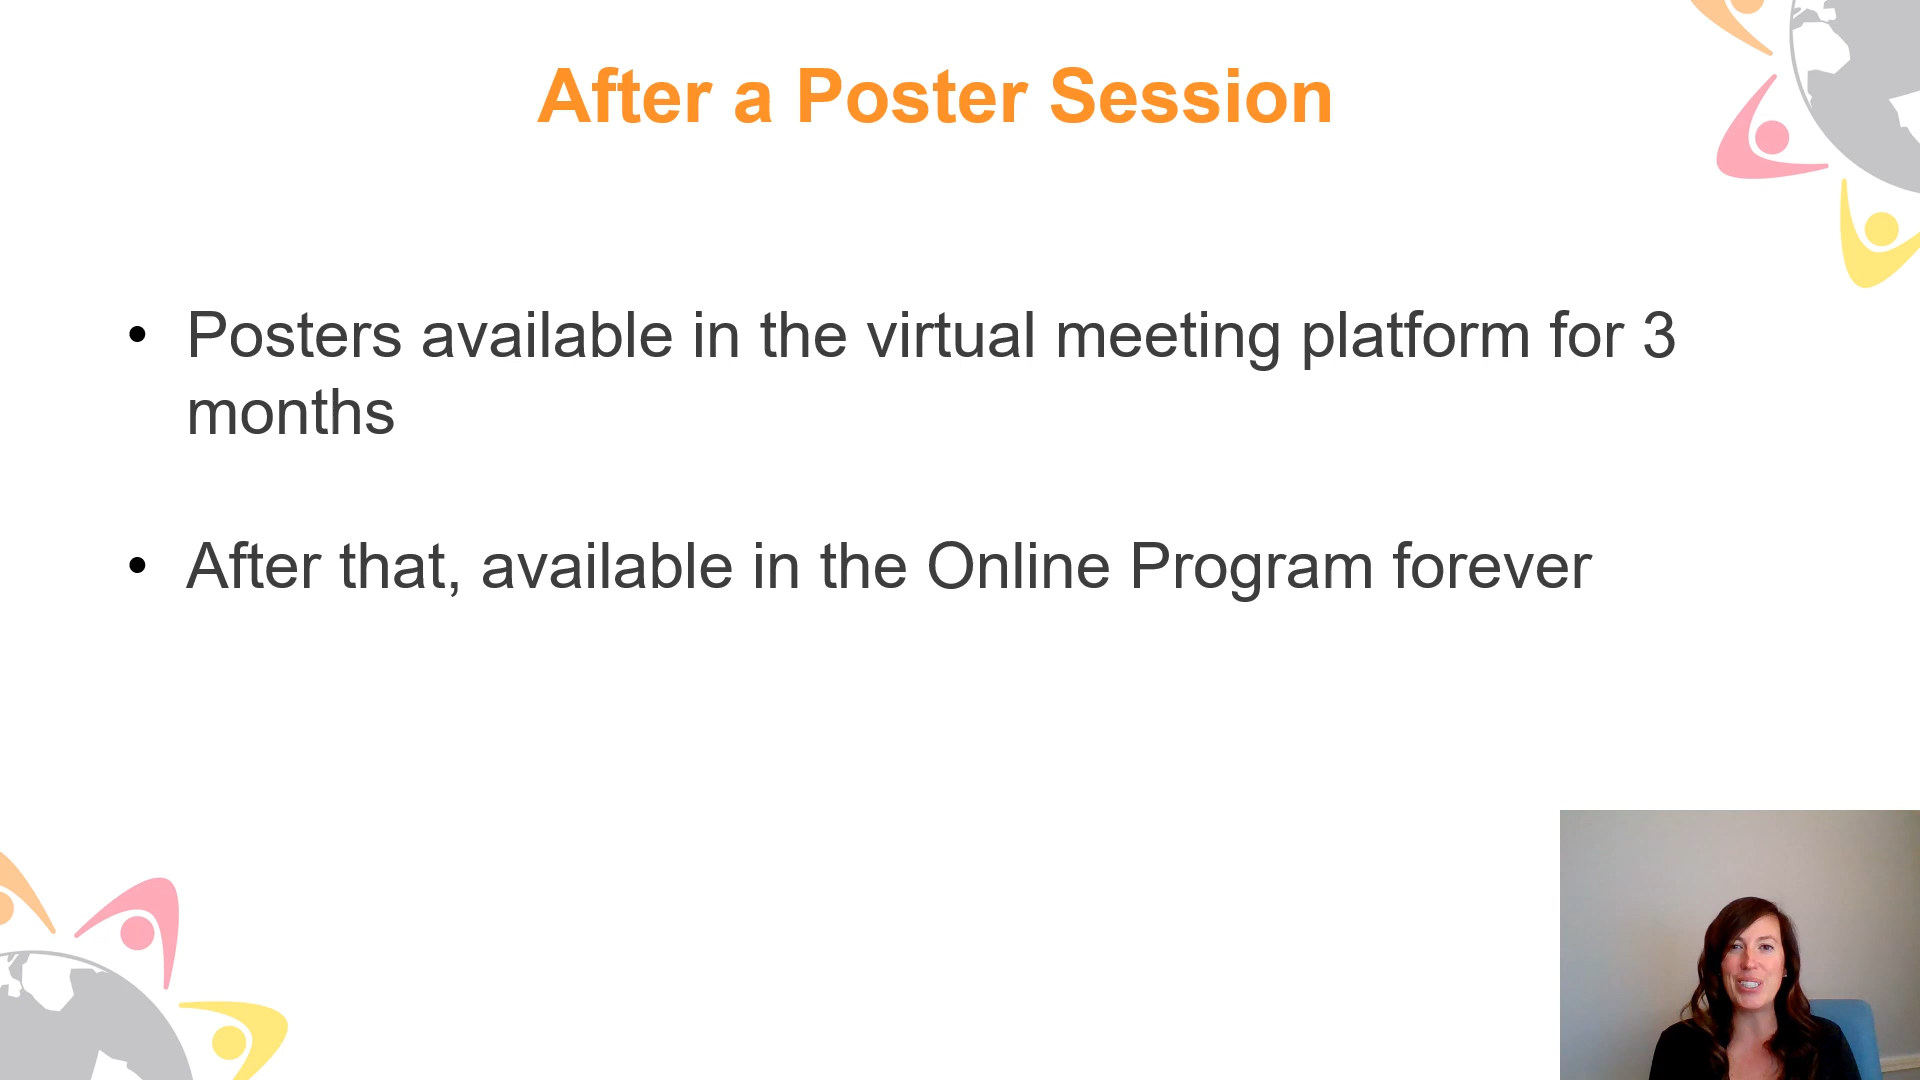 After a Poster Session
• Posters available in the virtual meeting platform for 3
months
• After that, available in the Online Program forever